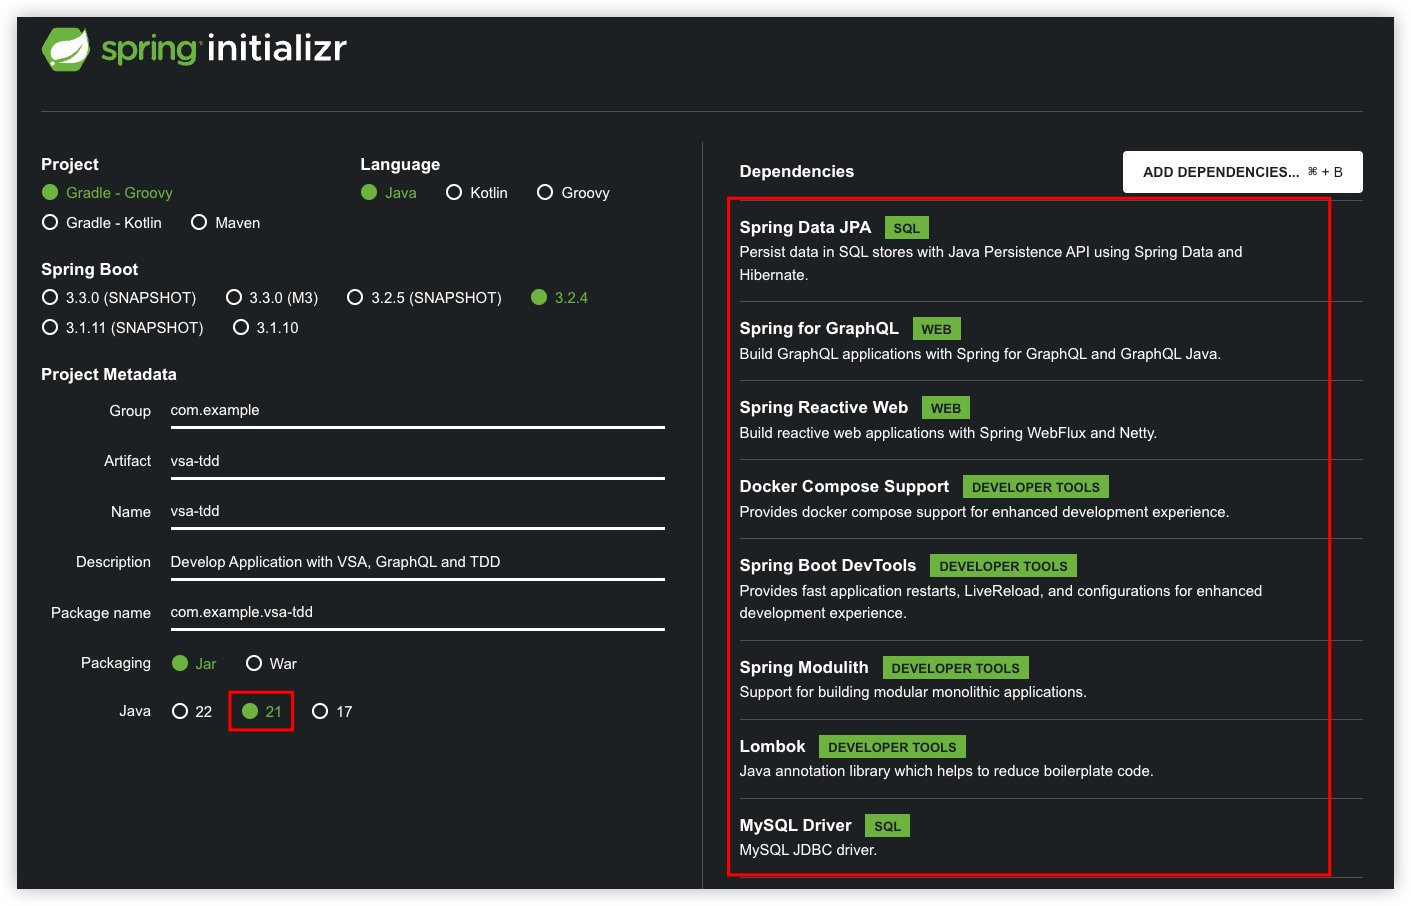 spring initializr
Project
Gradle - Groovy
Gradle - Kotlin Maven
Language
Java Kotlin Groovy
Spring Boot
3.3.0 (SNAPSHOT) 3.3.0 (M3) 3.2.5 (SNAPSHOT) 3.2.4
3.1.11 (SNAPSHOT) 3.1.10
Project Metadata
Group com.example
Artifact vsa-tdd
Name vsa-tdd
Description Develop Application with VSA, GraphQL and TDD
Package name com.example.vsa-tdd
Packaging Jar War
Java 22 21 17
Dependencies ADD DEPENDENCIES... ⌘ + B
Spring Data JPA SQL
Persist data in SQL stores with Java Persistence API using Spring Data and
Hibernate.
Spring for GraphQL WEB
Build GraphQL applications with Spring for GraphQL and GraphQL Java.
Spring Reactive Web WEB
Build reactive web applications with Spring WebFlux and Netty.
Docker Compose Support DEVELOPER TOOLS
Provides docker compose support for enhanced development experience.
Spring Boot DevTools DEVELOPER TOOLS
Provides fast application restarts, LiveReload, and configurations for enhanced
development experience.
Spring Modulith DEVELOPER TOOLS
Support for building modular monolithic applications.
Lombok DEVELOPER TOOLS
Java annotation library which helps to reduce boilerplate code.
MySQL Driver SQL
MySQL JDBC driver.